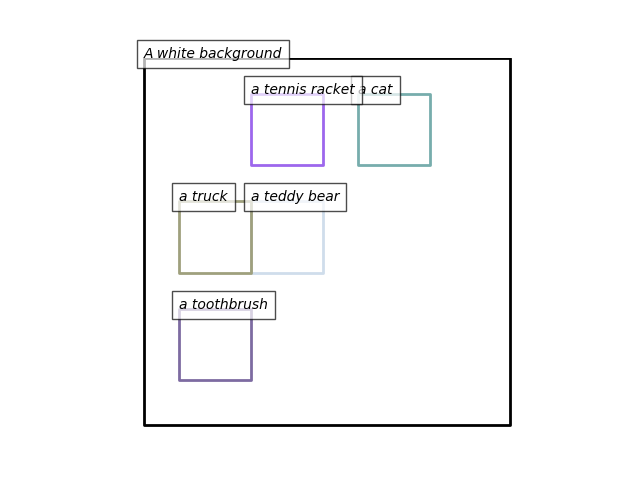 A white background
a tennis racket
a cat
a truck
a teddy bear
a toothbrush